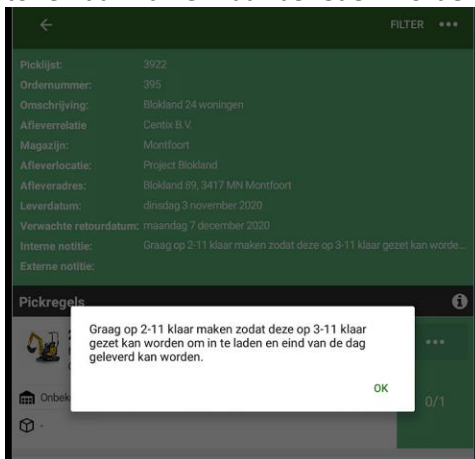 FILTER
Picklijst: 3922
Ordernummer: 395
Omschrijving: Blokland 24 woningen
Afleverrelatie Centix B.V.
Magazijn: Montfoort
Afleverlocatie: Project Blokland
Afleveradres: Blokland 89, 3417 MN Montfoort
Leverdatum: dinsdag 3 november 2020
Verwachte retourdatum: maandag 7 december 2020
Interne notitie: Graag op 2-11 klaar maken zodat deze op 3-11 klaar gezet kan worde...
Externe notitie:
Pickregels
Graag op 2-11 klaar maken zodat deze op 3-11 klaar
gezet kan worden om in te laden en eind van de dag
geleverd kan worden.
OK
Onbek
0/1
-